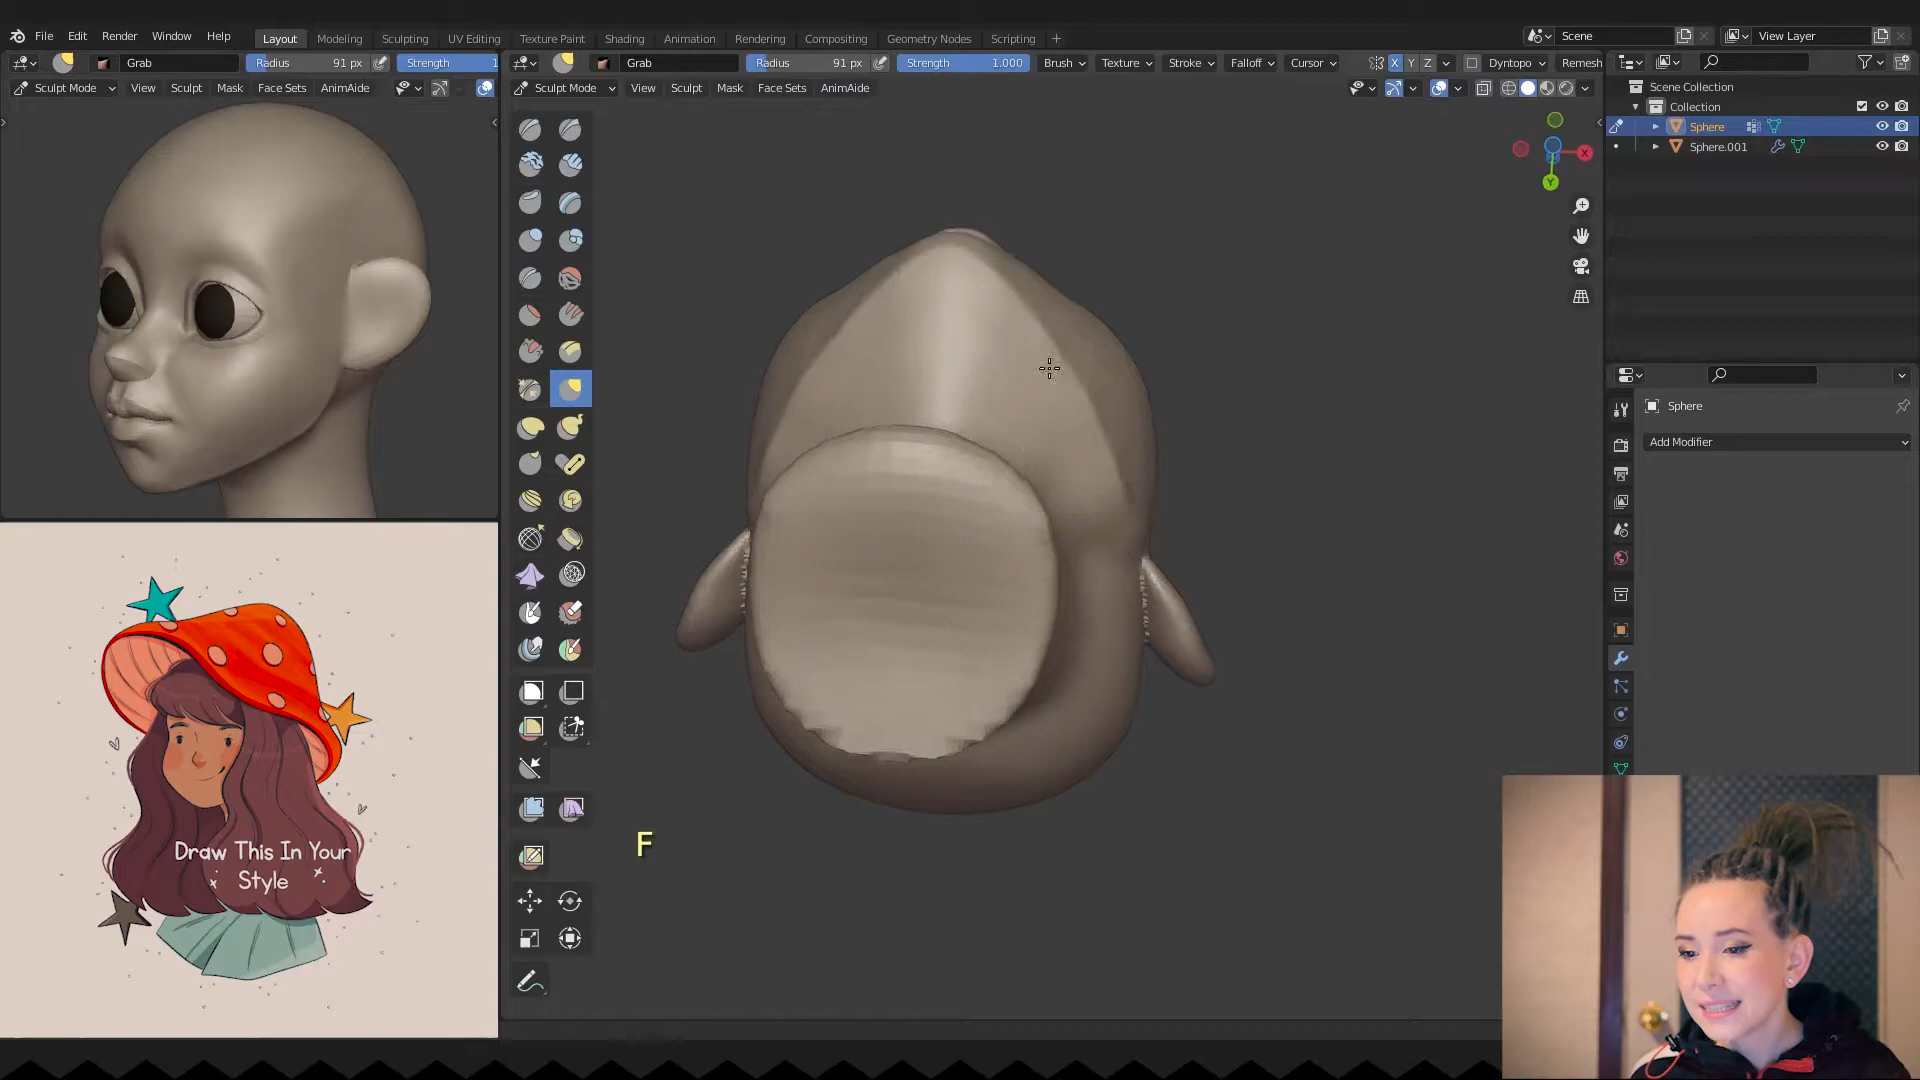 File Edit Render Window Help
Layout Modeling Sculpting UV Editing Texture Paint Shading Animation Rendering Compositing Geometry Nodes Scripting +
Scene
View Layer
Grab Radius 91 px Strength 1
Grab Radius 91 px Strength 1.000 Brush Texture Stroke Falloff Cursor X Y Z Dyntopo Remesh
Sculpt Mode View Sculpt Mask Face Sets AnimAide
Sculpt Mode View Sculpt Mask Face Sets AnimAide
Scene Collection
Collection
Sphere
Sphere.001
X
Y
Sphere
Add Modifier
F
Draw This In Your
Style